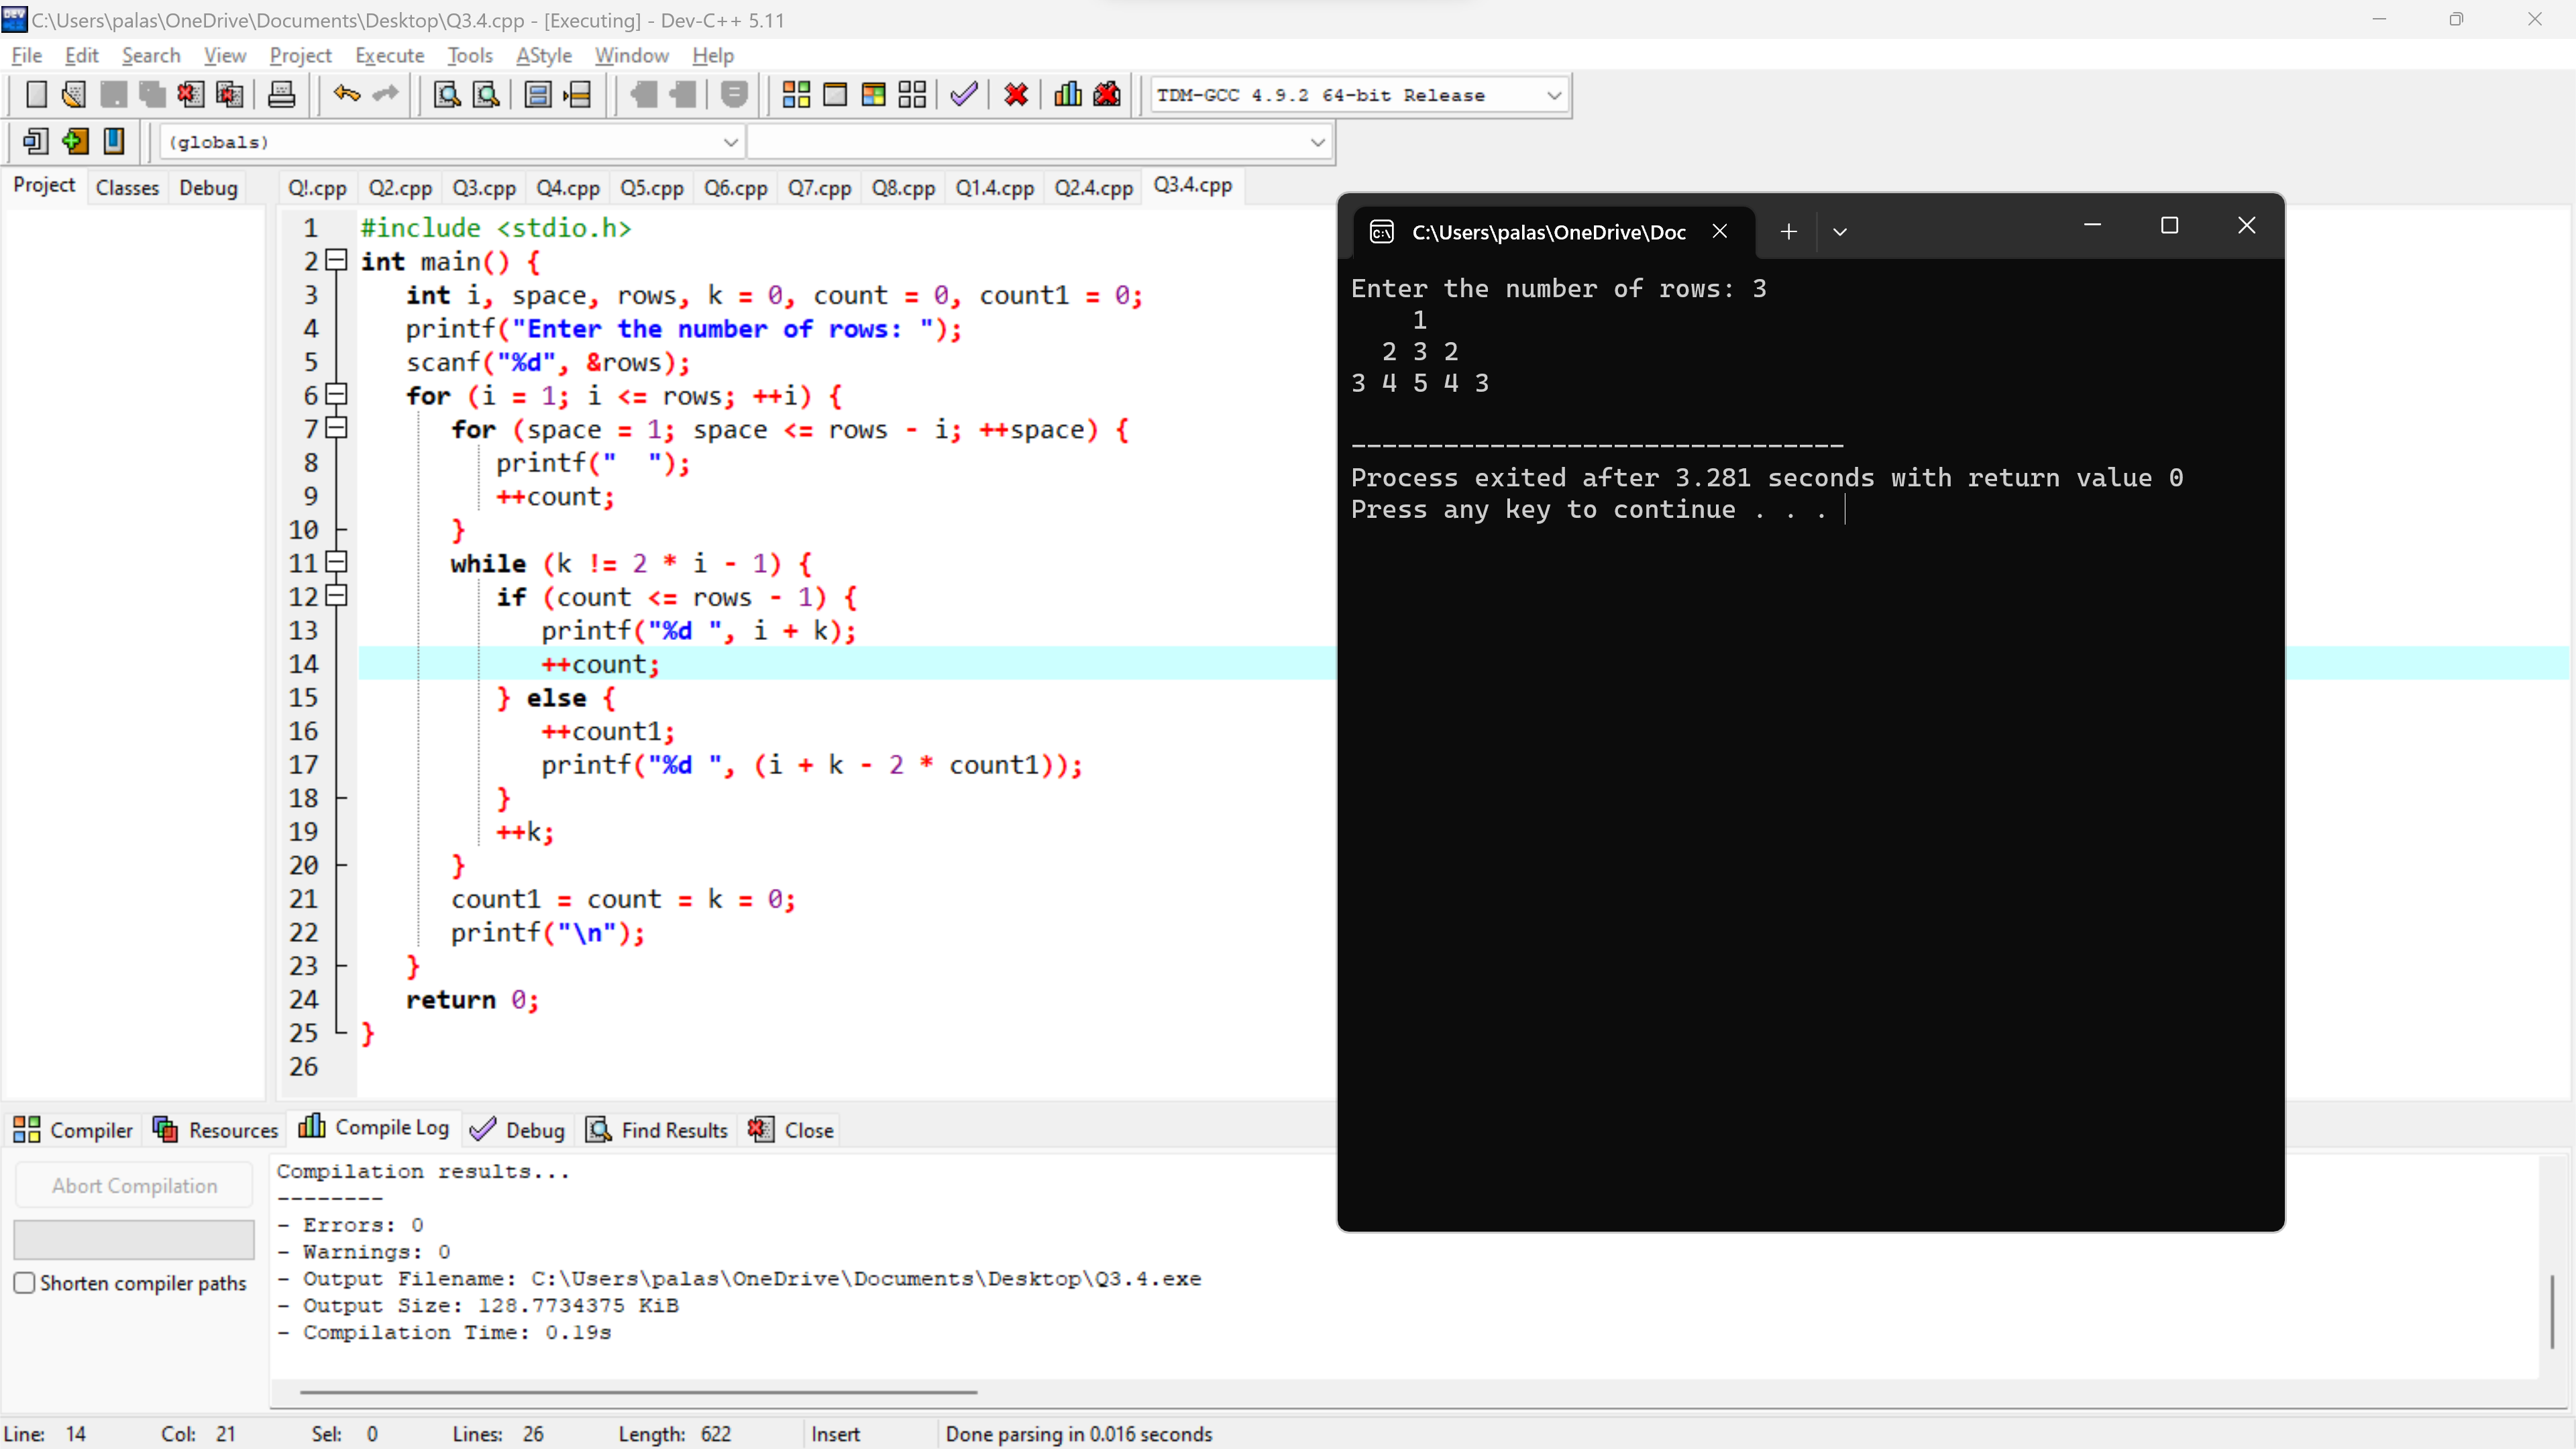 C:\Users\palas\OneDrive\Documents\Desktop\Q3.4.cpp - [Executing] - Dev-C++ 5.11
File Edit Search View Project Execute Tools AStyle Window Help
TDM-GCC 4.9.2 64-bit Release
(globals)
Project Classes Debug
Q!.cpp Q2.cpp Q3.cpp Q4.cpp Q5.cpp Q6.cpp Q7.cpp Q8.cpp Q1.4.cpp Q2.4.cpp Q3.4.cpp
1 #include <stdio.h>
2 int main() {
3 int i, space, rows, k = 0, count = 0, count1 = 0;
4 printf("Enter the number of rows: ");
5 scanf("%d", &rows);
6 for (i = 1; i <= rows; ++i) {
7 for (space = 1; space <= rows - i; ++space) {
8 printf("  ");
9 ++count;
10 }
11 while (k != 2 * i - 1) {
12 if (count <= rows - 1) {
13 printf("%d ", i + k);
14 ++count;
15 } else {
16 ++count1;
17 printf("%d ", (i + k - 2 * count1));
18 }
19 ++k;
20 }
21 count1 = count = k = 0;
22 printf("\n");
23 }
24 return 0;
25 }
26
C:\Users\palas\OneDrive\Doc
Enter the number of rows: 3
1
2 3 2
3 4 5 4 3
--------------------------------
Process exited after 3.281 seconds with return value 0
Press any key to continue . . .
Compiler Resources Compile Log Debug Find Results Close
Abort Compilation
Shorten compiler paths
Compilation results...
--------
- Errors: 0
- Warnings: 0
- Output Filename: C:\Users\palas\OneDrive\Documents\Desktop\Q3.4.exe
- Output Size: 128.7734375 KiB
- Compilation Time: 0.19s
Line: 14 Col: 21 Sel: 0 Lines: 26 Length: 622 Insert Done parsing in 0.016 seconds